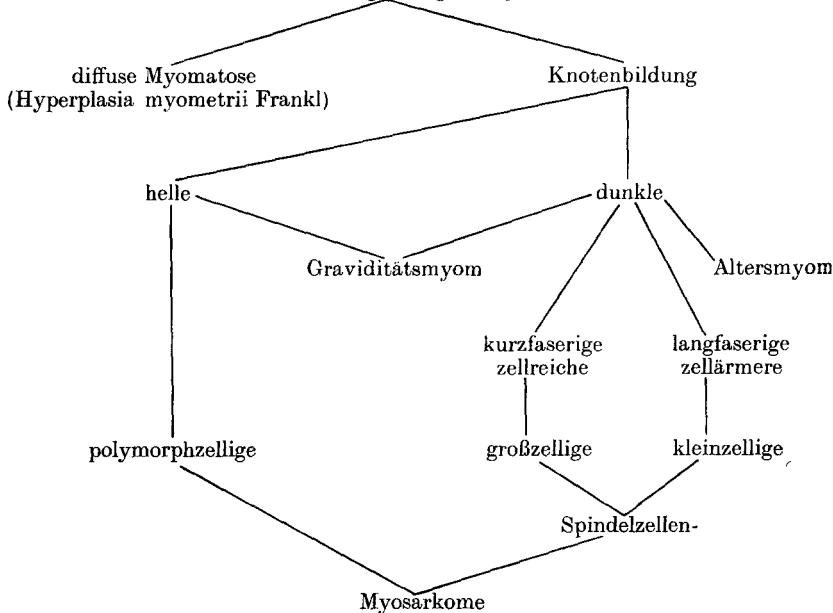 diffuse Myomatose
(Hyperplasia myometrii Frankl)
Knotenbildung
helle
dunkle
Graviditätsmyom
Altersmyom
kurzfaserige
zellreiche
langfaserige
zellärmere
polymorphzellige
großzellige
kleinzellige
Spindelzellen-
Myosarkome